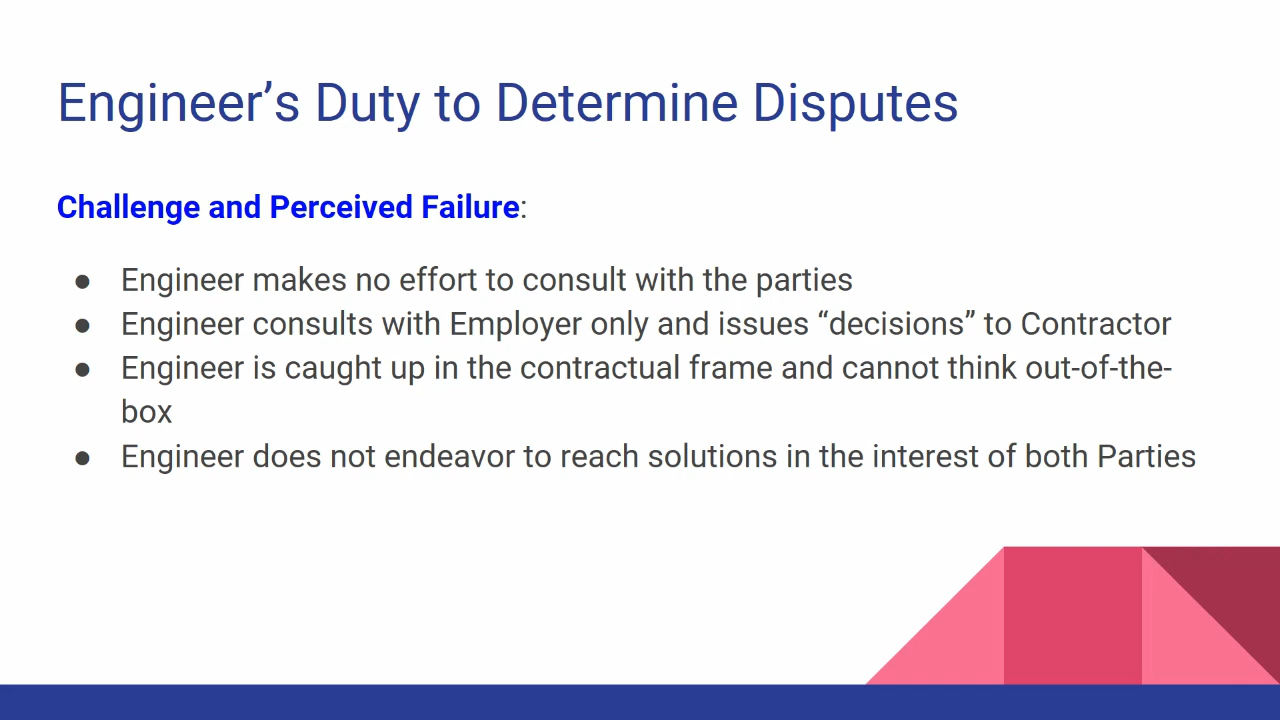 Engineer’s Duty to Determine Disputes
Challenge and Perceived Failure:
● Engineer makes no effort to consult with the parties
● Engineer consults with Employer only and issues “decisions” to Contractor
● Engineer is caught up in the contractual frame and cannot think out-of-the-
box
● Engineer does not endeavor to reach solutions in the interest of both Parties